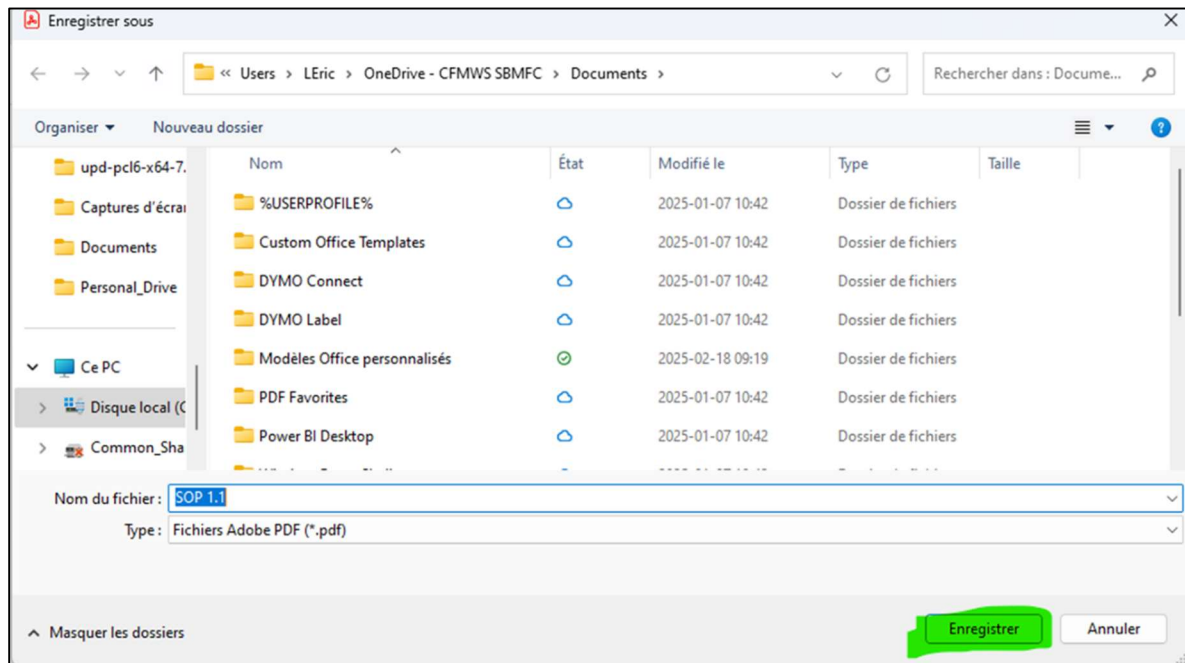 Enregistrer sous
« Users > LEric > OneDrive - CFMWS SBMFC > Documents >
Rechercher dans : Docume...
Organiser
Nouveau dossier
Nom État Modifié le Type Taille
upd-pcl6-x64-7.
Captures d'écran
Documents
Personal_Drive
Ce PC
Disque local (C
Common_Sha
%USERPROFILE% 2025-01-07 10:42 Dossier de fichiers
Custom Office Templates 2025-01-07 10:42 Dossier de fichiers
DYMO Connect 2025-01-07 10:42 Dossier de fichiers
DYMO Label 2025-01-07 10:42 Dossier de fichiers
Modèles Office personnalisés 2025-02-18 09:19 Dossier de fichiers
PDF Favorites 2025-01-07 10:42 Dossier de fichiers
Power BI Desktop 2025-01-07 10:42 Dossier de fichiers
Nom du fichier : SOP 1.1
Type : Fichiers Adobe PDF (*.pdf)
Masquer les dossiers
Enregistrer
Annuler